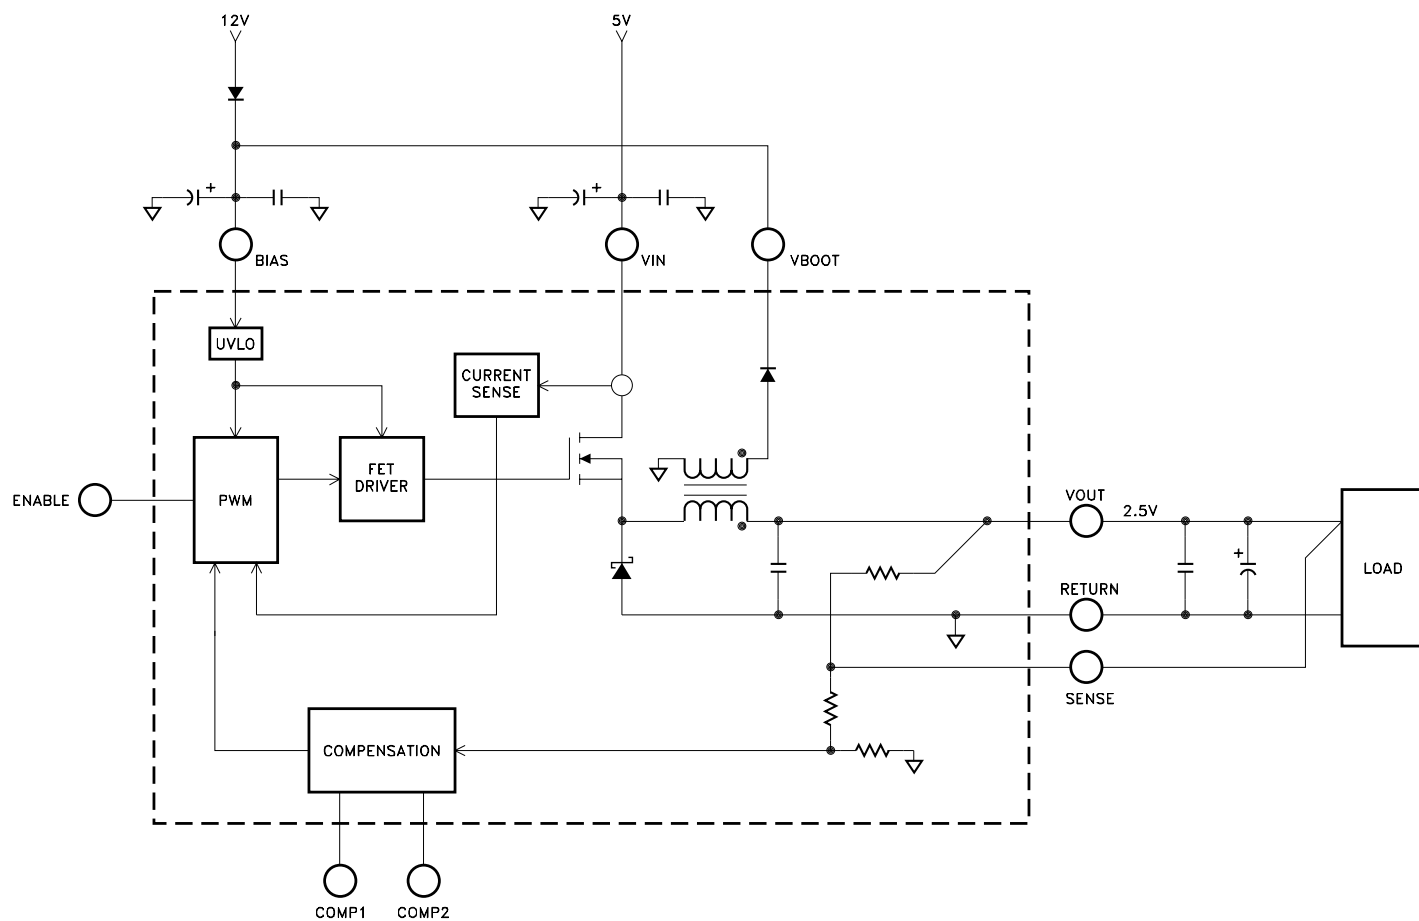 12V
5V
+
+
BIAS
VIN
VBOOT
UVLO
CURRENT
SENSE
FET
DRIVER
PWM
ENABLE
VOUT
2.5V
+
LOAD
RETURN
SENSE
COMPENSATION
COMP1
COMP2